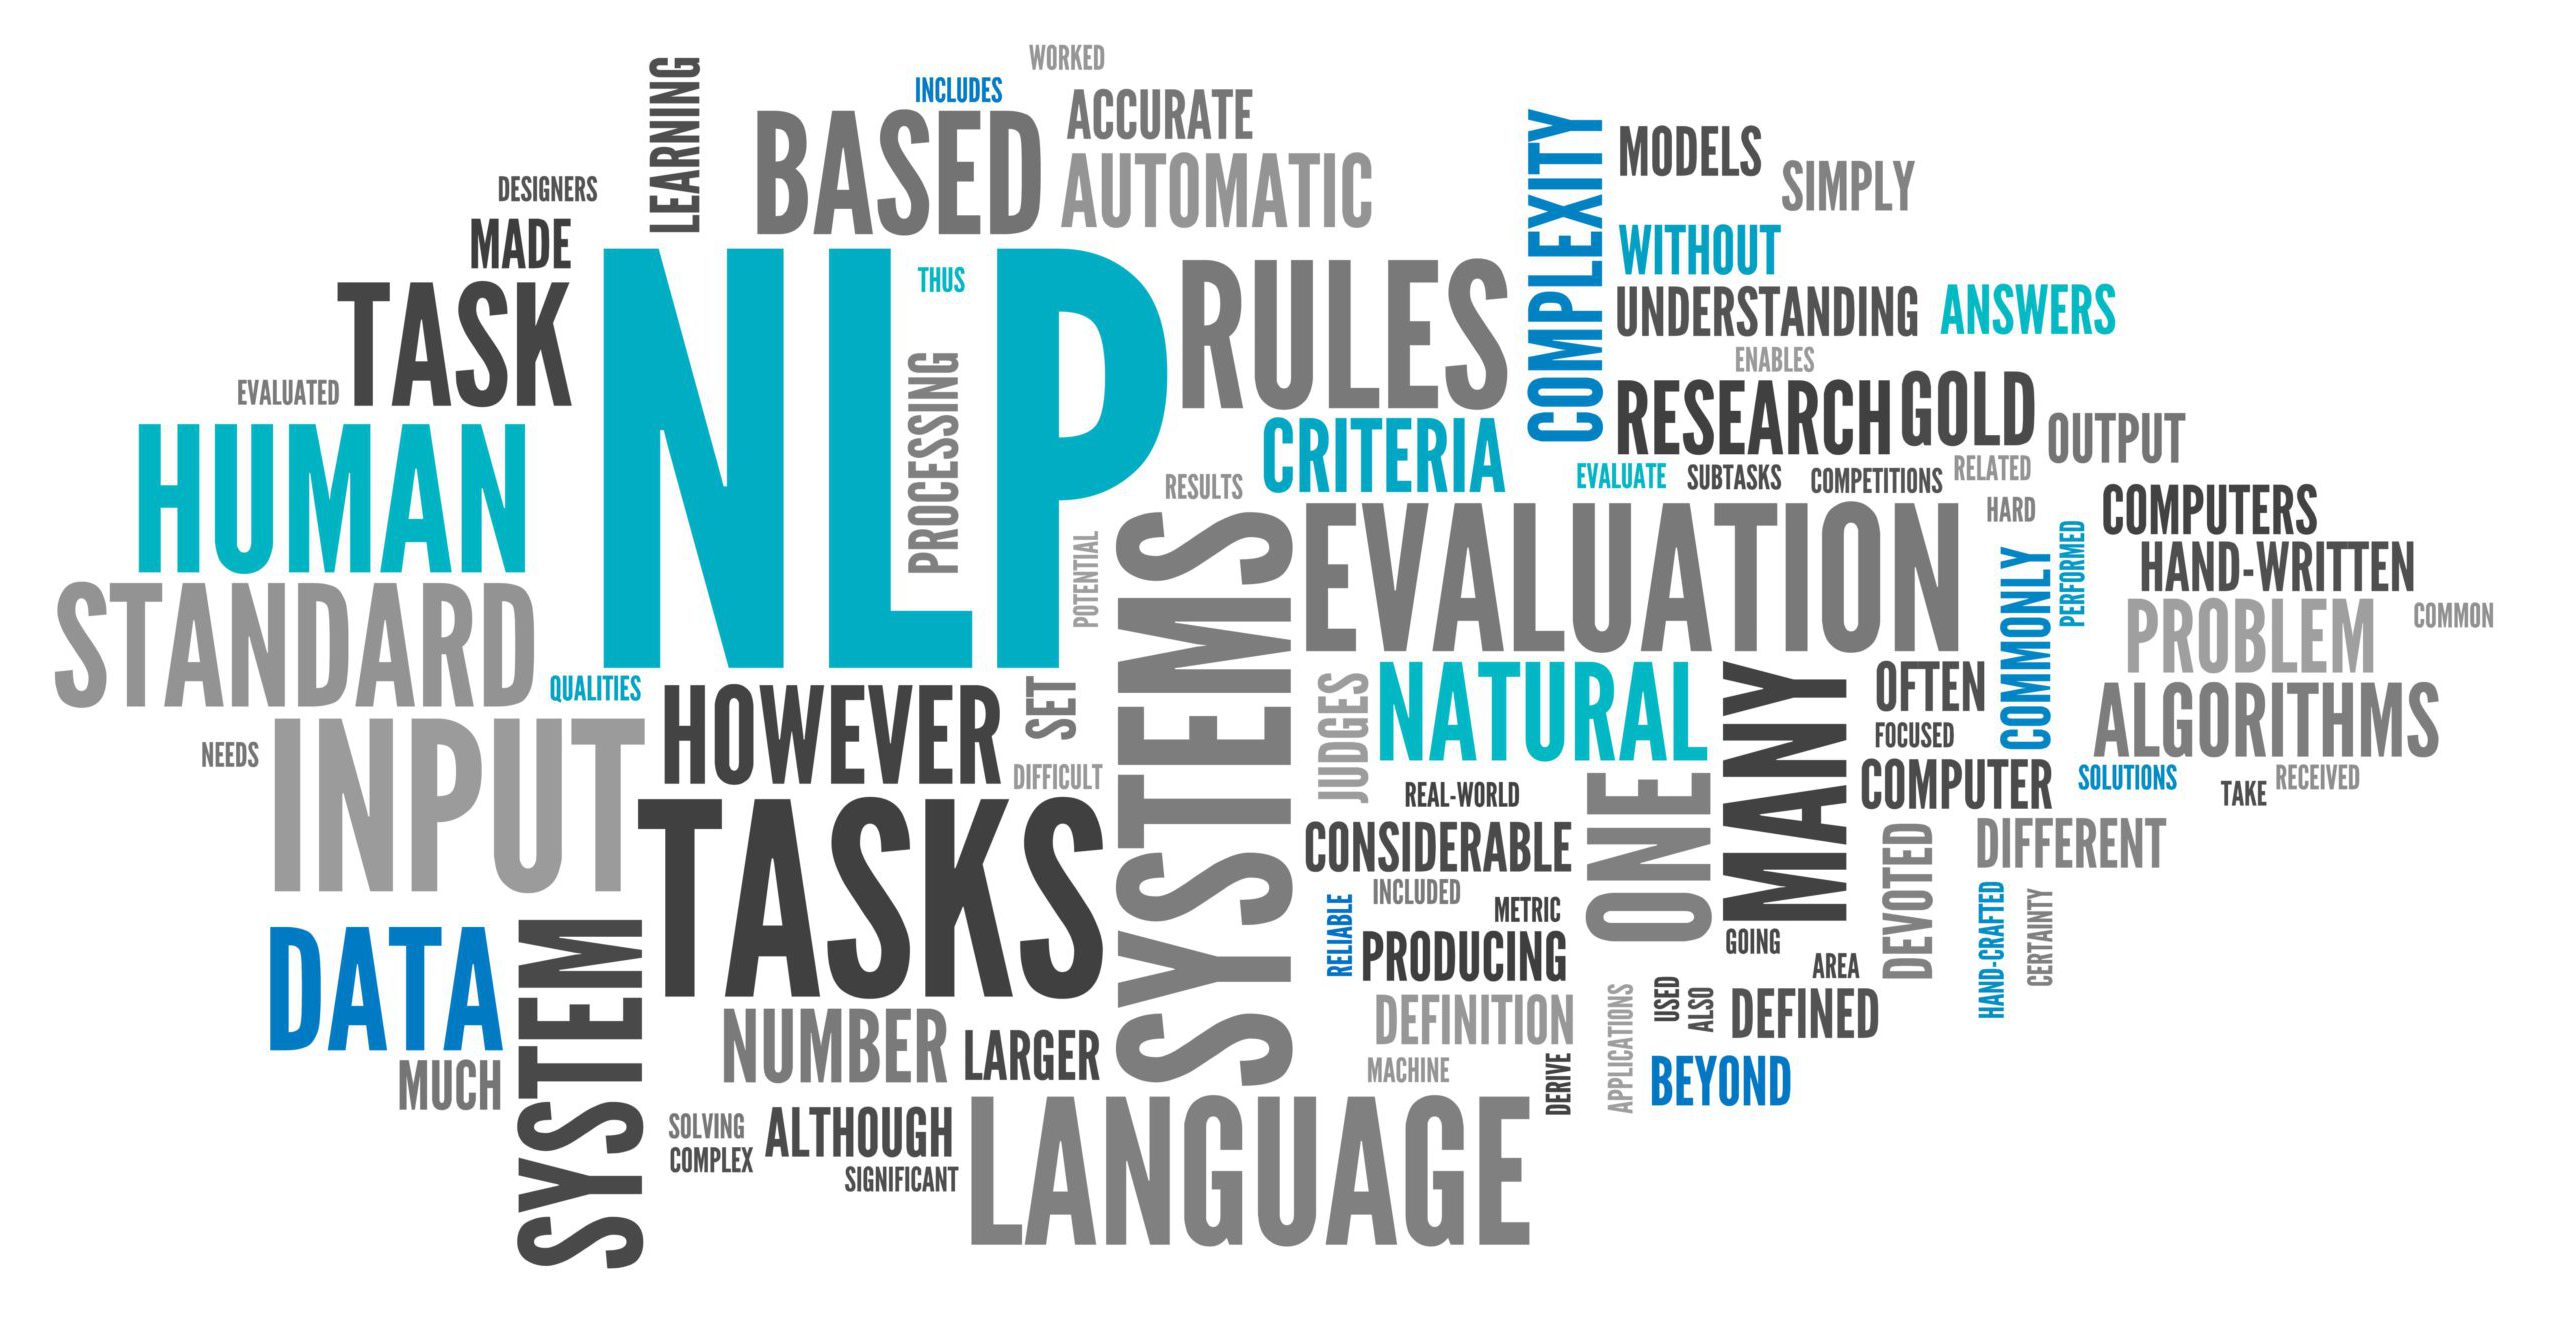 WORKED
INCLUDES
LEARNING
BASED
ACCURATE
AUTOMATIC
DESIGNERS
MADE
TASK
EVALUATED
HUMAN
STANDARD
QUALITIES
NEEDS
INPUT
DATA
MUCH
SYSTEM
NLP
THUS
PROCESSING
POTENTIAL
HOWEVER
SET
DIFFICULT
TASKS
NUMBER
LARGER
SOLVING
COMPLEX
ALTHOUGH
SIGNIFICANT
LANGUAGE
SYSTEMS
RULES
CRITERIA
RESULTS
COMPLEXITY
MODELS
SIMPLY
WITHOUT
UNDERSTANDING
ANSWERS
ENABLES
RESEARCH
GOLD
OUTPUT
EVALUATE
SUBTASKS
COMPETITIONS
RELATED
HARD
EVALUATION
PERFORMED
COMMONLY
COMPUTERS
HAND-WRITTEN
PROBLEM
COMMON
ALGORITHMS
SOLUTIONS
TAKE
RECEIVED
JUDGES
NATURAL
MANY
ONE
OFTEN
FOCUSED
COMPUTER
REAL-WORLD
CONSIDERABLE
INCLUDED
METRIC
RELIABLE
PRODUCING
DEFINITION
MACHINE
DERIVE
APPLICATIONS
USED
ALSO
GOING
AREA
DEFINED
BEYOND
DEVOTED
DIFFERENT
HAND-CRAFTED
CERTAINTY